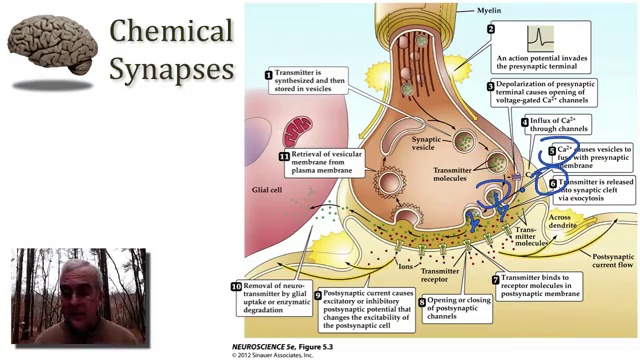 Chemical
Synapses
Myelin
2
An action potential invades
the presynaptic terminal
1 Transmitter is
synthesized and then
stored in vesicles
3 Depolarization of presynaptic
terminal causes opening of
voltage-gated Ca2+ channels
4 Influx of Ca2+
through channels
Synaptic
vesicle
5 Ca2+ causes vesicles to
fuse with presynaptic
membrane
11 Retrieval of vesicular
membrane from
plasma membrane
Transmitter
molecules
6 Transmitter is released
into synaptic cleft
via exocytosis
Glial cell
Across
dendrite
Trans-
mitter
molecules
Postsynaptic
current flow
Ions
Transmitter
receptor
7 Transmitter binds to
receptor molecules in
postsynaptic membrane
10 Removal of neuro-
transmitter by glial
uptake or enzymatic
degradation
9 Postsynaptic current causes
excitatory or inhibitory
postsynaptic potential that
changes the excitability of
the postsynaptic cell
8 Opening or closing
of postsynaptic
channels
NEUROSCIENCE 5e, Figure 5.3
© 2012 Sinauer Associates, Inc.